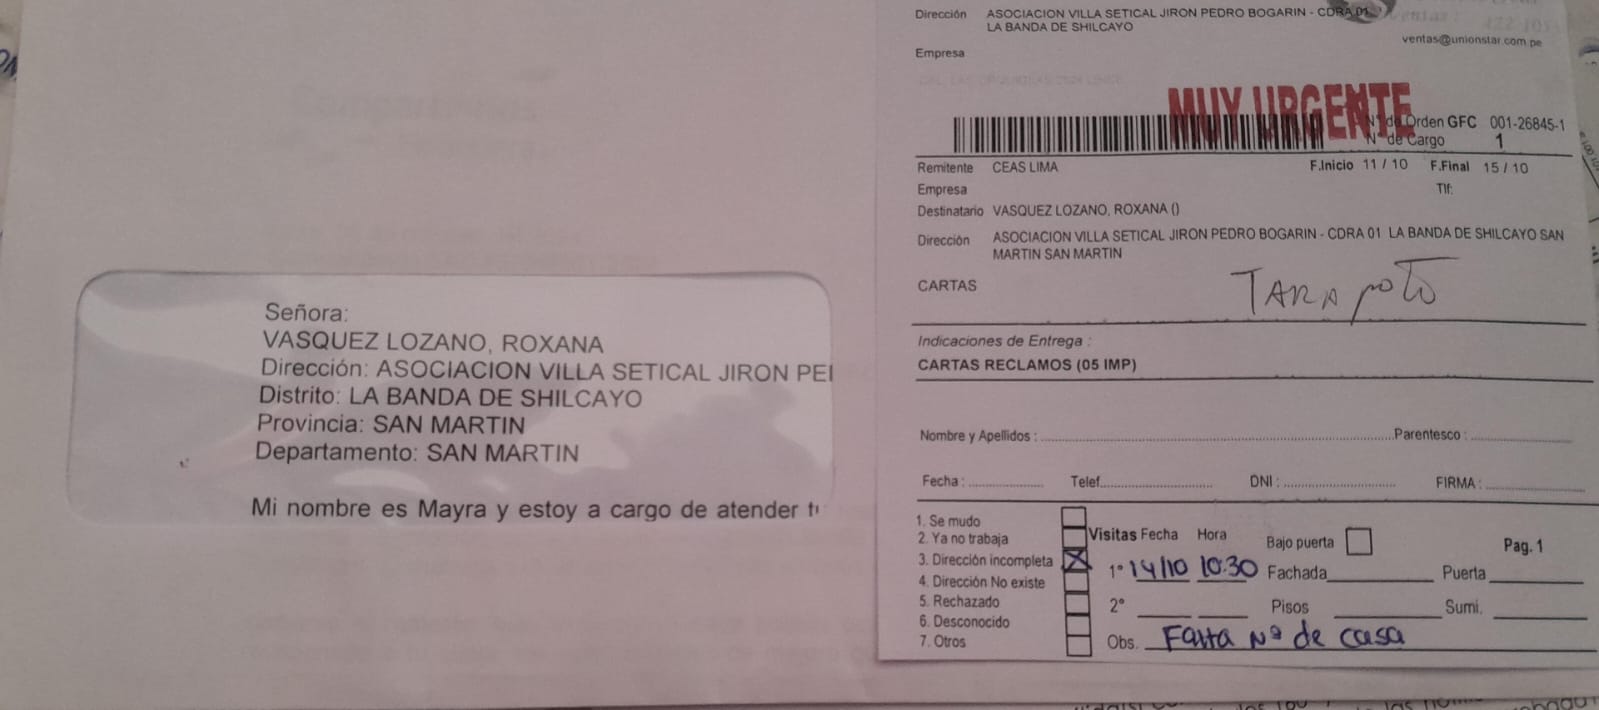 Señora:
VASQUEZ LOZANO, ROXANA
Dirección: ASOCIACION VILLA SETICAL JIRON PEI
Distrito: LA BANDA DE SHILCAYO
Provincia: SAN MARTIN
Departamento: SAN MARTIN
Mi nombre es Mayra y estoy a cargo de atender t
Dirección ASOCIACION VILLA SETICAL JIRON PEDRO BOGARIN - CDRA 01
LA BANDA DE SHILCAYO
ventas@unionstar.com.pe
Empresa
MUY URGENTE
N° de Orden GFC 001-26845-1
N° de Cargo 1
Remitente CEAS LIMA F.Inicio 11 / 10 F.Final 15 / 10
Empresa Tlf:
Destinatario VASQUEZ LOZANO, ROXANA ()
Dirección ASOCIACION VILLA SETICAL JIRON PEDRO BOGARIN - CDRA 01 LA BANDA DE SHILCAYO SAN
MARTIN SAN MARTIN
CARTAS
TARAPOTO
Indicaciones de Entrega :
CARTAS RECLAMOS (05 IMP)
Nombre y Apellidos : Parentesco :
Fecha : Telef. DNI : FIRMA :
1. Se mudo
2. Ya no trabaja Visitas Fecha Hora Bajo puerta Pag. 1
3. Dirección incompleta X 1° 14/10 10:30 Fachada Puerta
4. Dirección No existe
5. Rechazado 2° Pisos Sumi.
6. Desconocido
7. Otros Obs. Falta Nº de casa